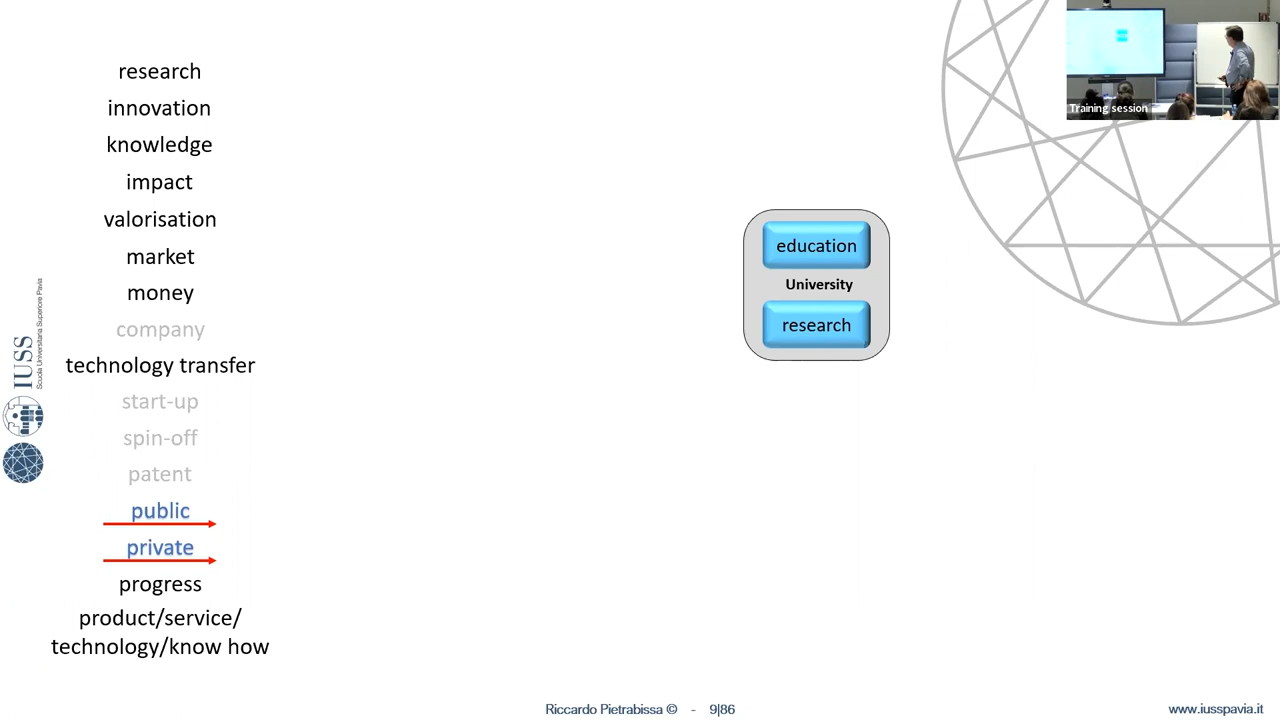 research
innovation
knowledge
impact
valorisation
market
money
company
technology transfer
start-up
spin-off
patent
public
private
progress
product/service/
technology/know how
IUSS
Scuola Universitaria Superiore Pavia
education
University
research
Training session
Riccardo Pietrabissa © - 9|86
www.iusspavia.it